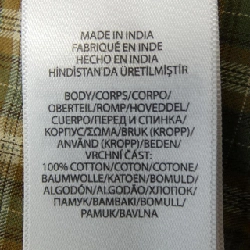 MADE IN INDIA
FABRIQUÉ EN INDE
HECHO EN INDIA
HİNDİSTAN'DA ÜRETİLMİŞTİR
BODY/CORPS/CORPO/
OBERTEIL/ROMP/HOVEDDEL/
CUERPO/ПЕРЕД И СПИНКА/
КОРПУС/ΣΩΜΑ/BRUK (KROPP)/
ANVÄND (KROPP)/BEDEN/
VRCHNÍ ČÁST:
100% COTTON/COTON/COTONE/
BAUMWOLLE/KATOEN/BOMULD/
ALGODÓN/ALGODÃO/ХЛОПОК/
ПАМУК/ΒΑΜΒΑΚΙ/BOMULL/
PAMUK/BAVLNA